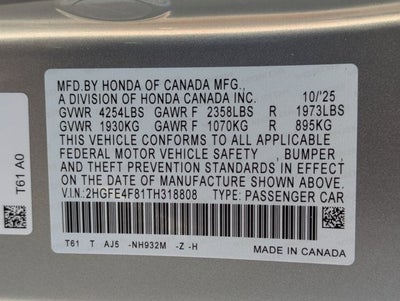 MFD.BY HONDA OF CANADA MFG.,
A DIVISION OF HONDA CANADA INC. 10/'25
GVWR 4254LBS GAWR F 2358LBS R 1973LBS
GVWR 1930KG GAWR F 1070KG R 895KG
THIS VEHICLE CONFORMS TO ALL APPLICABLE
FEDERAL MOTOR VEHICLE SAFETY , BUMPER,
AND THEFT PREVENTION STANDARDS IN EFFECT
ON THE DATE OF MANUFACTURE SHOWN ABOVE.
V.I.N.:2HGFE4F81TH318808 TYPE: PASSENGER CAR
T61 T AJ5 -NH932M -Z -H
MADE IN CANADA
T61 A0